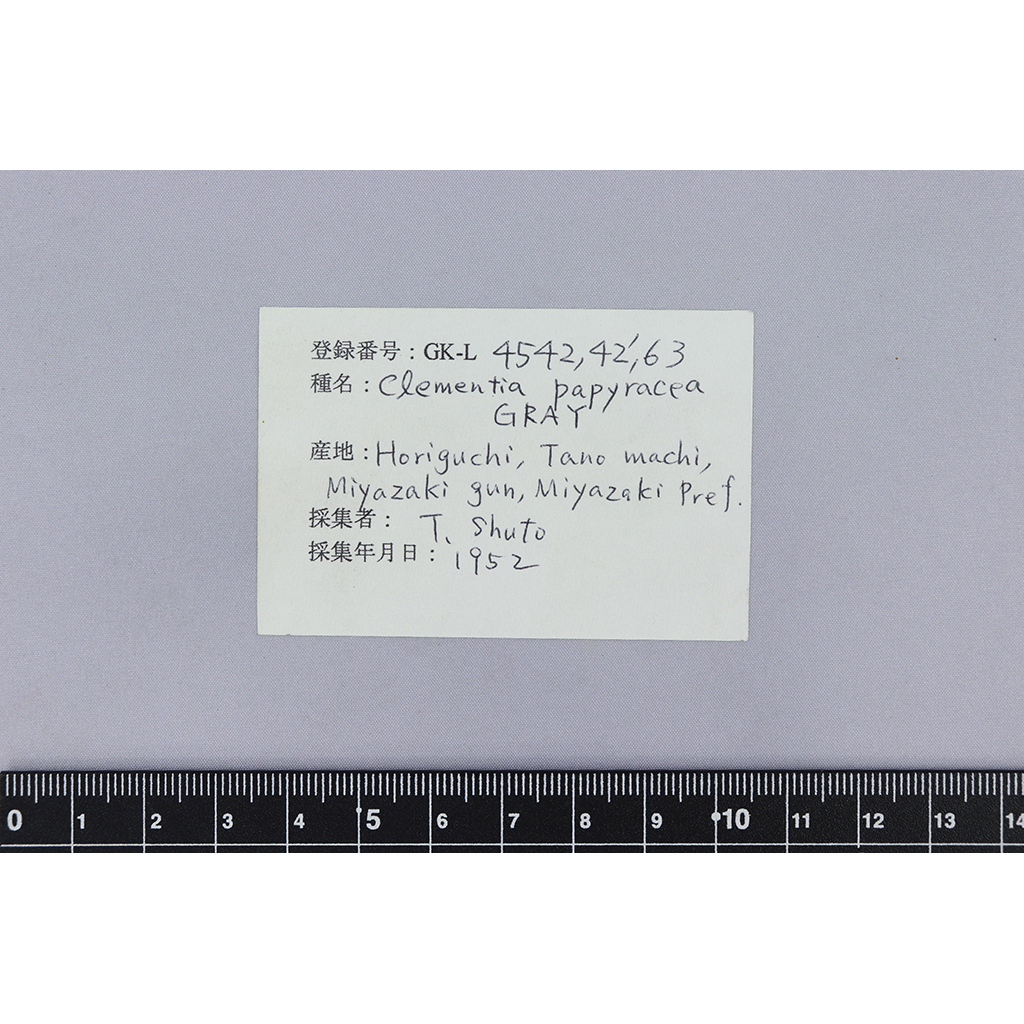 登録番号：GK-L 4542,42',63
種名：Clementia papyracea
GRAY
産地：Horiguchi, Tano machi,
Miyazaki gun, Miyazaki Pref.
採集者： T. Shuto
採集年月日： 1952
0 1 2 3 4 5 6 7 8 9 10 11 12 13 14